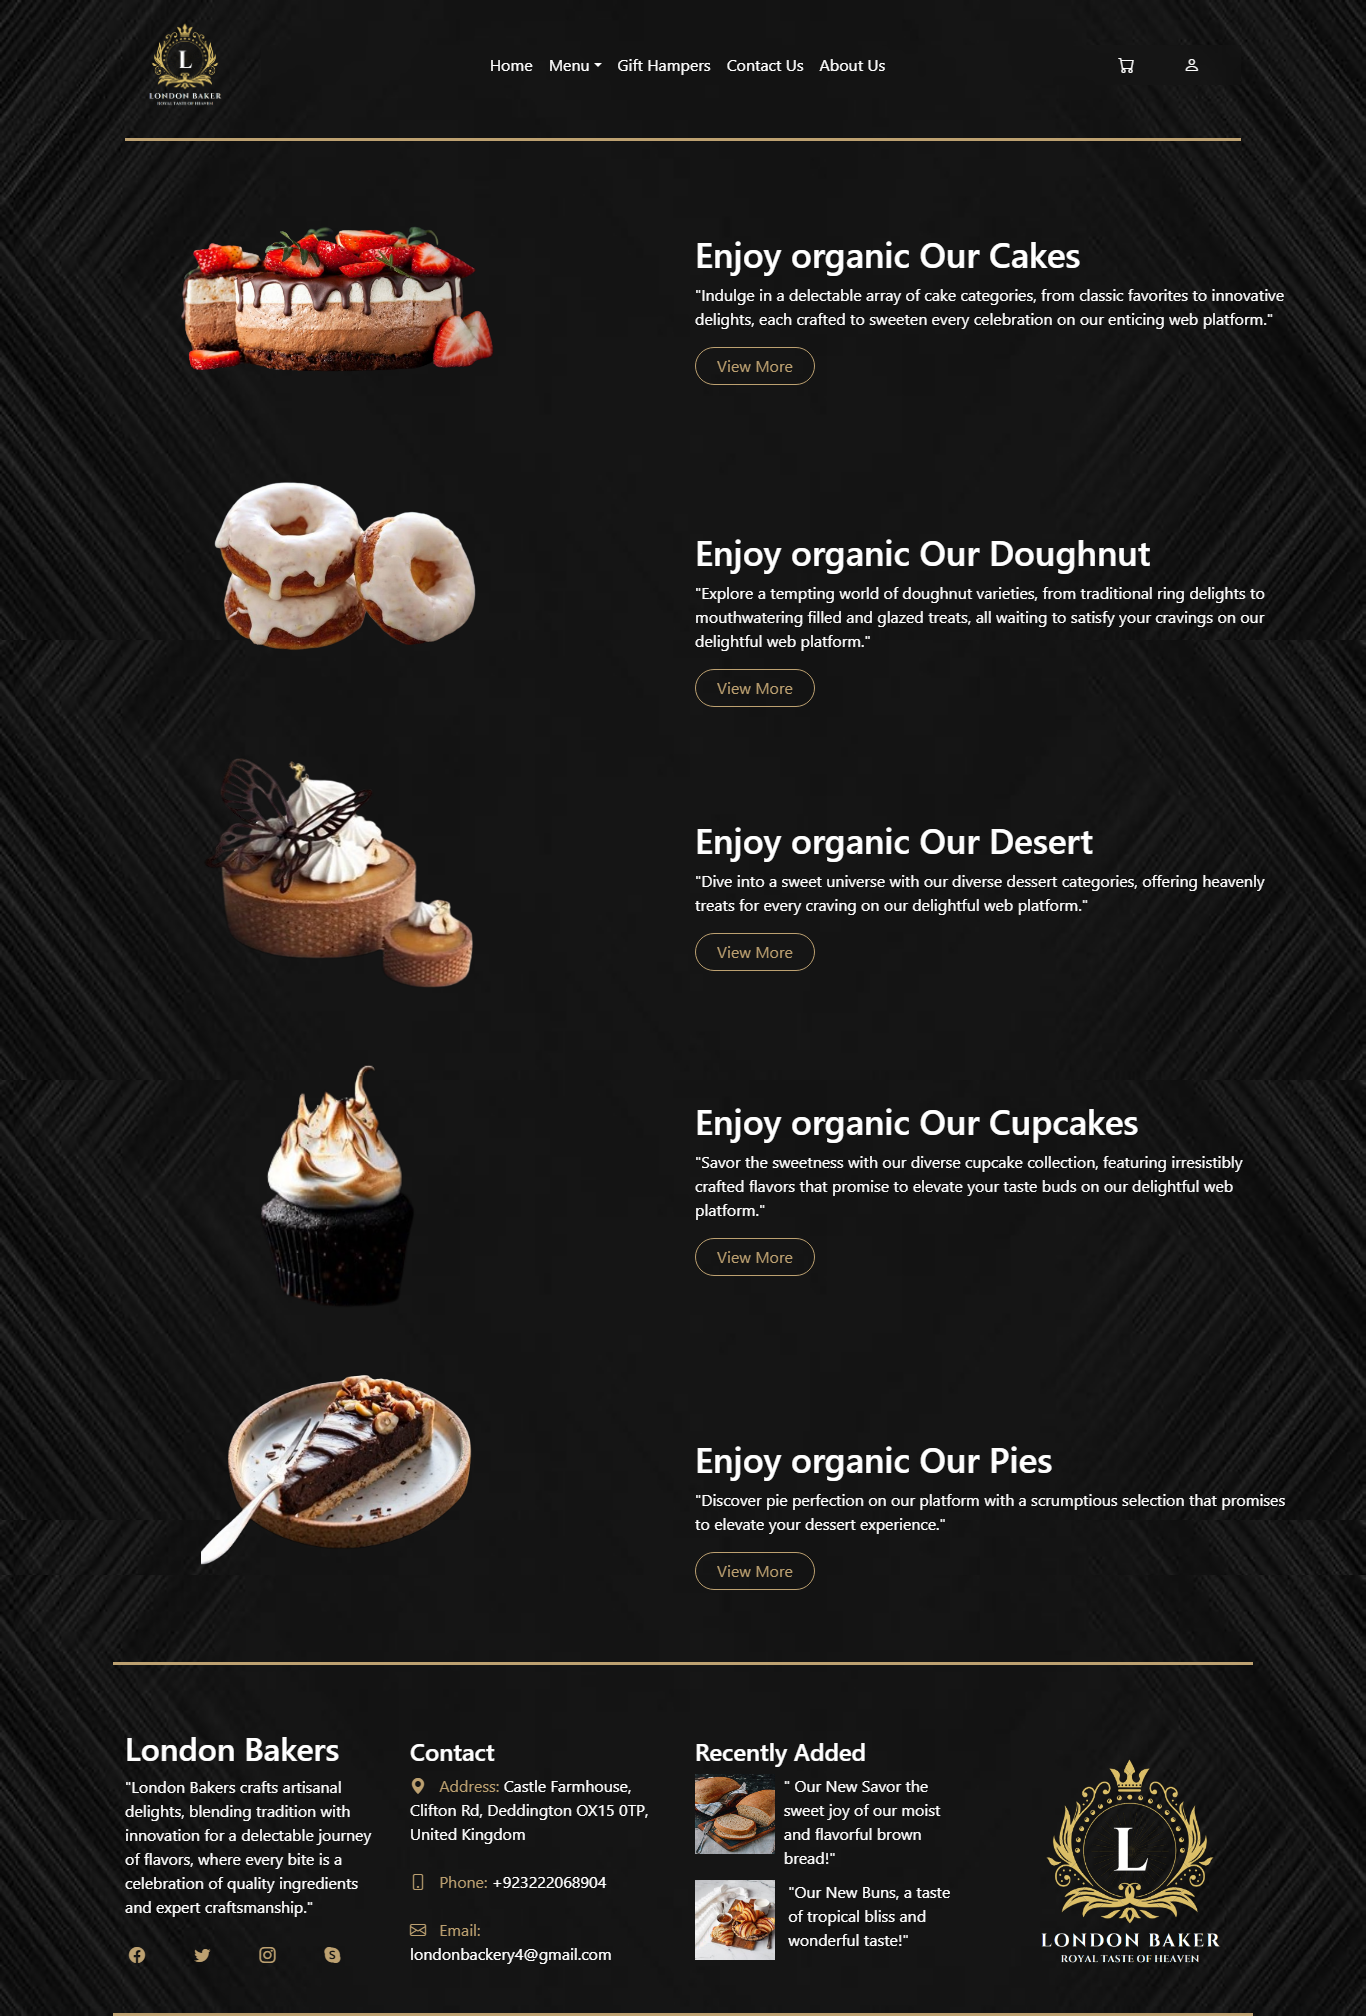 L
LONDON BAKER
ROYAL TASTE OF HEAVEN
Home Menu Gift Hampers Contact Us About Us
Enjoy organic Our Cakes
"Indulge in a delectable array of cake categories, from classic favorites to innovative
delights, each crafted to sweeten every celebration on our enticing web platform."
View More
Enjoy organic Our Doughnut
"Explore a tempting world of doughnut varieties, from traditional ring delights to
mouthwatering filled and glazed treats, all waiting to satisfy your cravings on our
delightful web platform."
View More
Enjoy organic Our Desert
"Dive into a sweet universe with our diverse dessert categories, offering heavenly
treats for every craving on our delightful web platform."
View More
Enjoy organic Our Cupcakes
"Savor the sweetness with our diverse cupcake collection, featuring irresistibly
crafted flavors that promise to elevate your taste buds on our delightful web
platform."
View More
Enjoy organic Our Pies
"Discover pie perfection on our platform with a scrumptious selection that promises
to elevate your dessert experience."
View More
London Bakers
"London Bakers crafts artisanal
delights, blending tradition with
innovation for a delectable journey
of flavors, where every bite is a
celebration of quality ingredients
and expert craftsmanship."
Contact
Address: Castle Farmhouse,
Clifton Rd, Deddington OX15 0TP,
United Kingdom
Phone: +923222068904
Email:
londonbackery4@gmail.com
Recently Added
" Our New Savor the
sweet joy of our moist
and flavorful brown
bread!"
"Our New Buns, a taste
of tropical bliss and
wonderful taste!"
L
LONDON BAKER
ROYAL TASTE OF HEAVEN